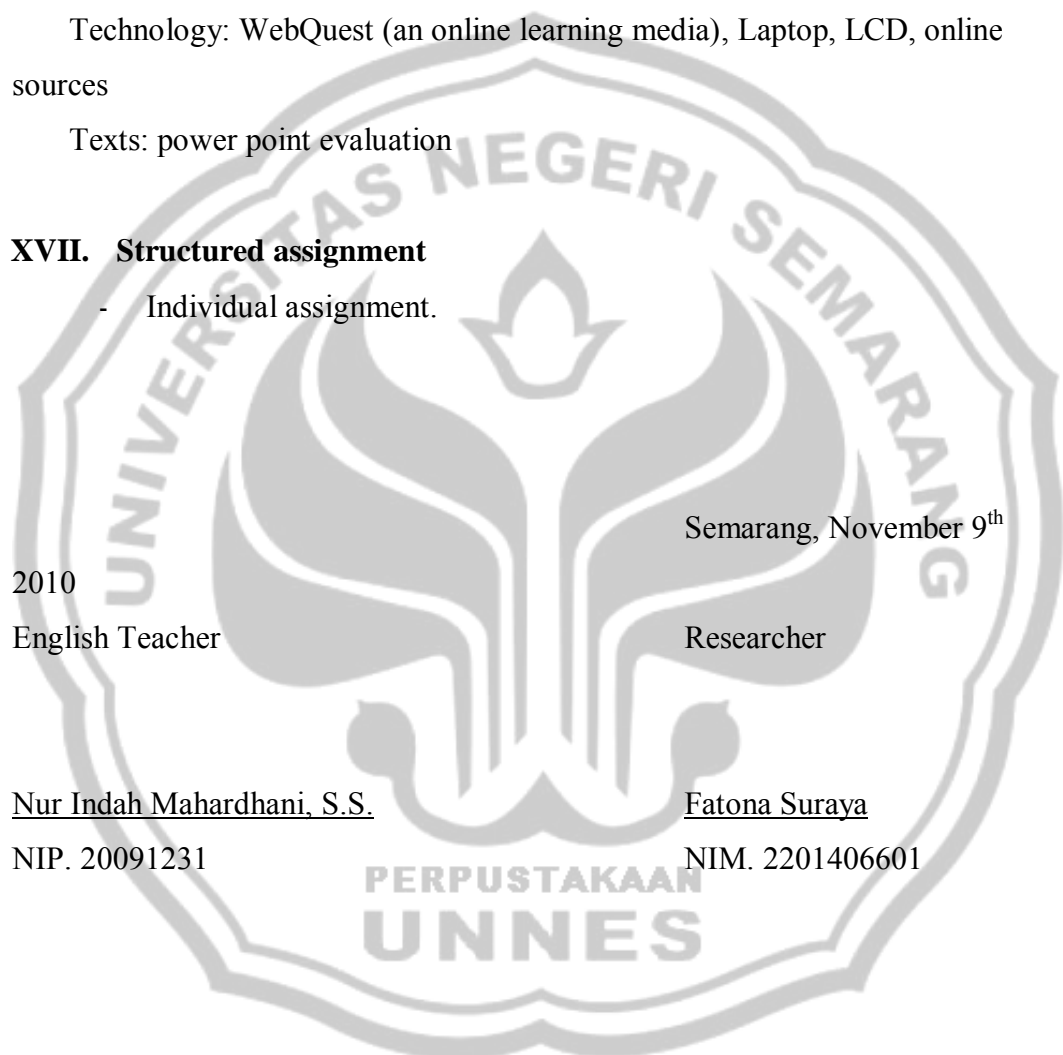 Technology: WebQuest (an online learning media), Laptop, LCD, online
sources
Texts: power point evaluation
UNIVERSITAS NEGERI SEMARANG
XVII. Structured assignment
- Individual assignment.
Semarang, November 9th
2010
English Teacher Researcher
Nur Indah Mahardhani, S.S. Fatona Suraya
NIP. 20091231 NIM. 2201406601
PERPUSTAKAAN
UNNES